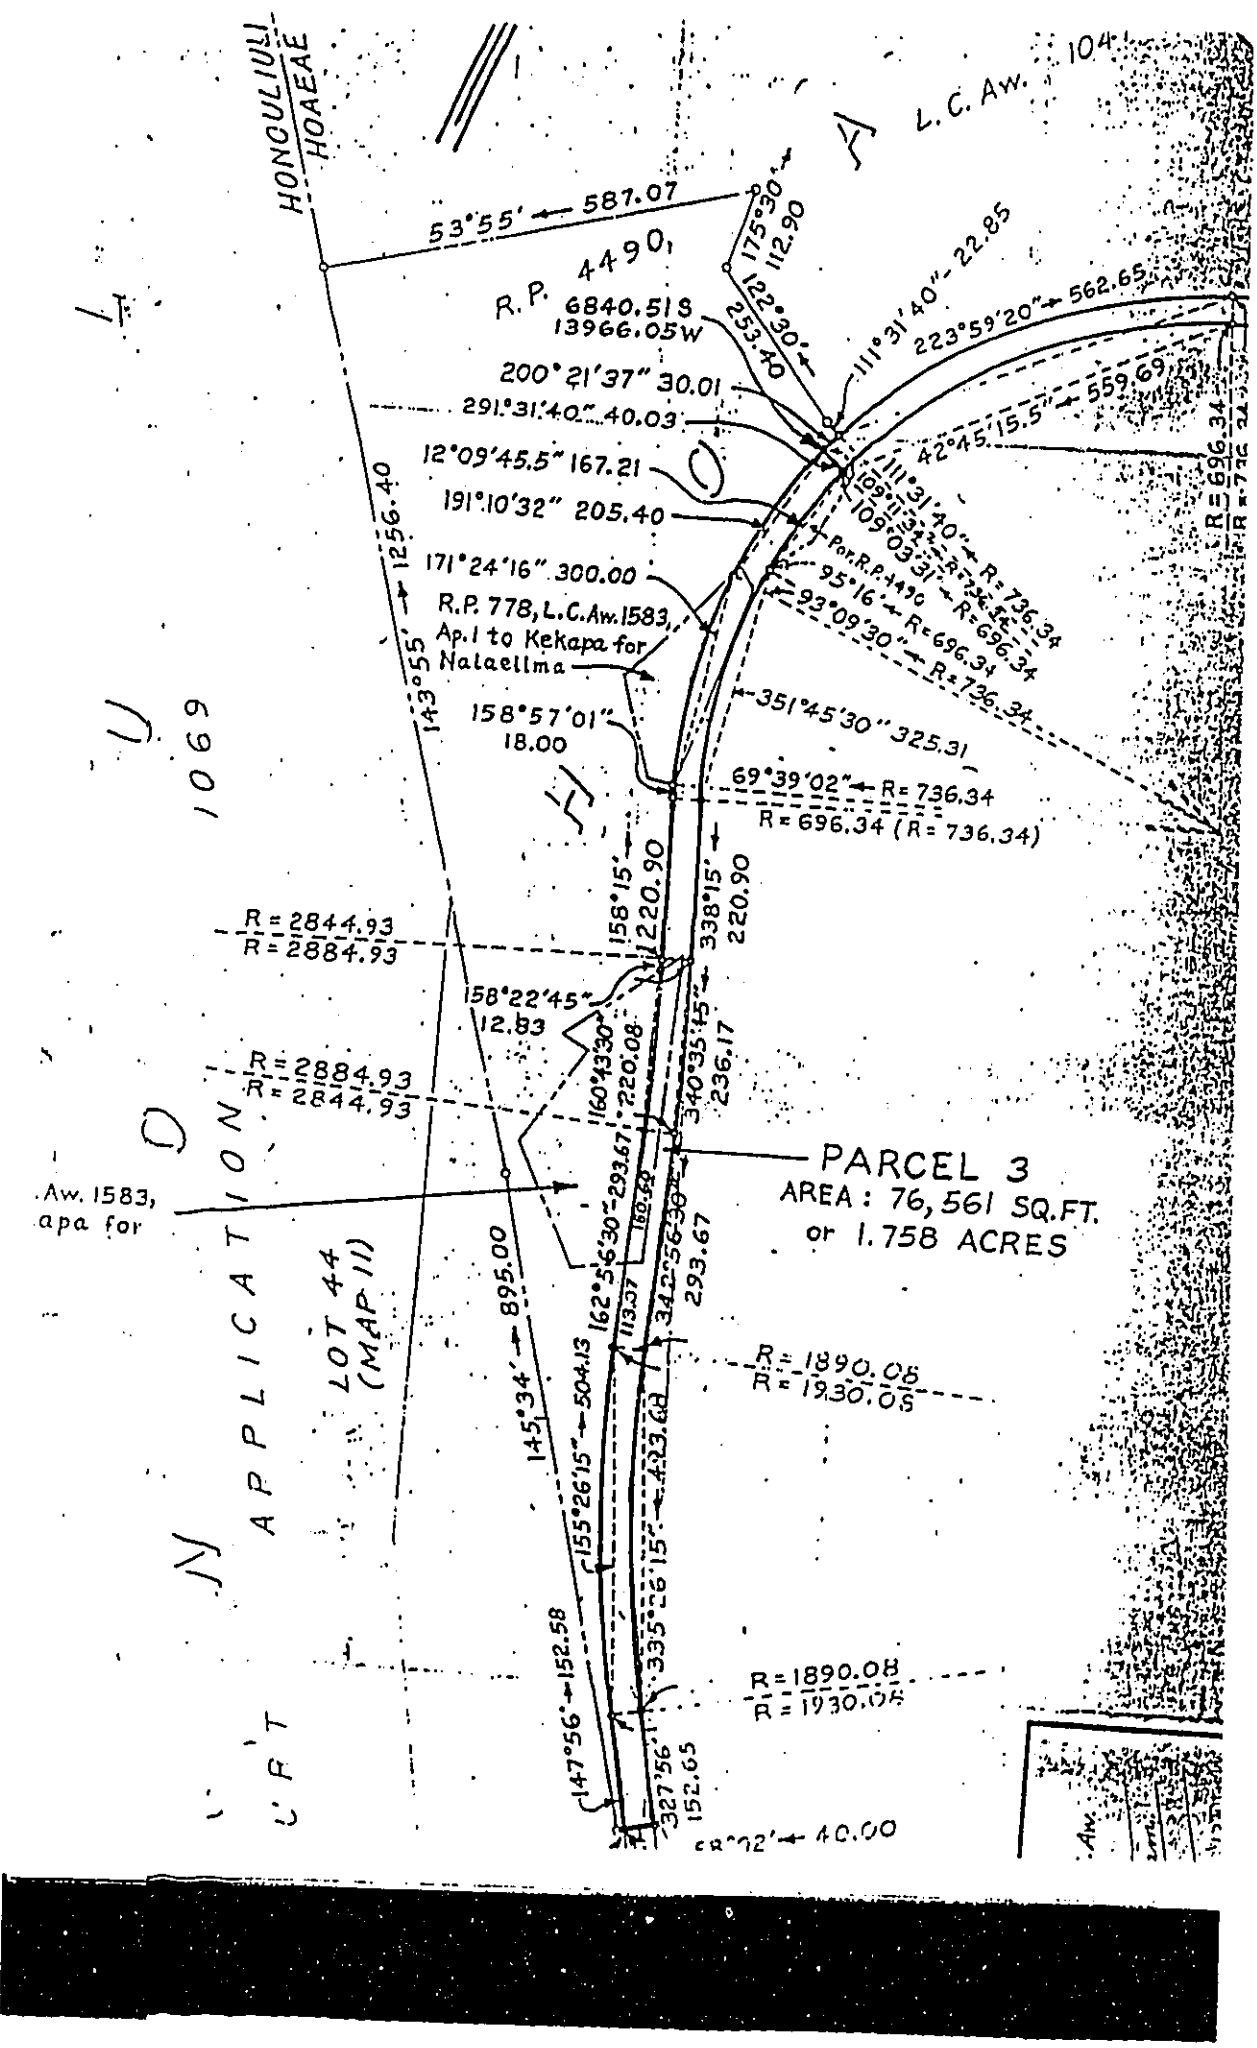 HONOULIULI
HOAEAE
L.C. Aw. 104
A
53°55' ← 587.07
175°30'
112.90
R.P. 4490,
6840.51 S
13966.05 W
122°30'
253.40
111°31'40" - 22.85
223°59'20" 562.65
200°21'37" 30.01
291°31'40" 40.03
42°45'15.5" 559.69
R=696.34
O
12°09'45.5" 167.21
191°10'32" 205.40
111°31'40" R=736.34
109°03'31" R=696.34
Por. R.P. 4490
95°16' R=696.34
93°09'30" R=736.34
171°24'16" 300.00
143°55' → 1256.40
R.P. 778, L.C. Aw. 1583,
Ap. 1 to Kekapa for
Nalaellma
351°45'30" 325.31
158°57'01"
18.00
69°39'02" R=736.34
R=696.34 (R=736.34)
L
U
1069
H
158°15'
220.90
338°15'
220.90
R=2844.93
R=2884.93
158°22'45"
12.83
160°43'30" 220.08
340°35'15"
236.17
R=2884.93
R=2844.93
D
APPLICATION
PARCEL 3
AREA: 76,561 SQ.FT.
or 1.758 ACRES
Aw. 1583,
apa for
162°56'30" - 293.67
113.07
342°56'30"
293.67
LOT 44
(MAP 11)
145°34' → 895.00
R=1890.08
R=1930.08
155°26'15" 504.13
335°26'15"
N
147°56' 152.58
R=1890.08
R=1930.08
327°56'
152.65
40.00
Aw.